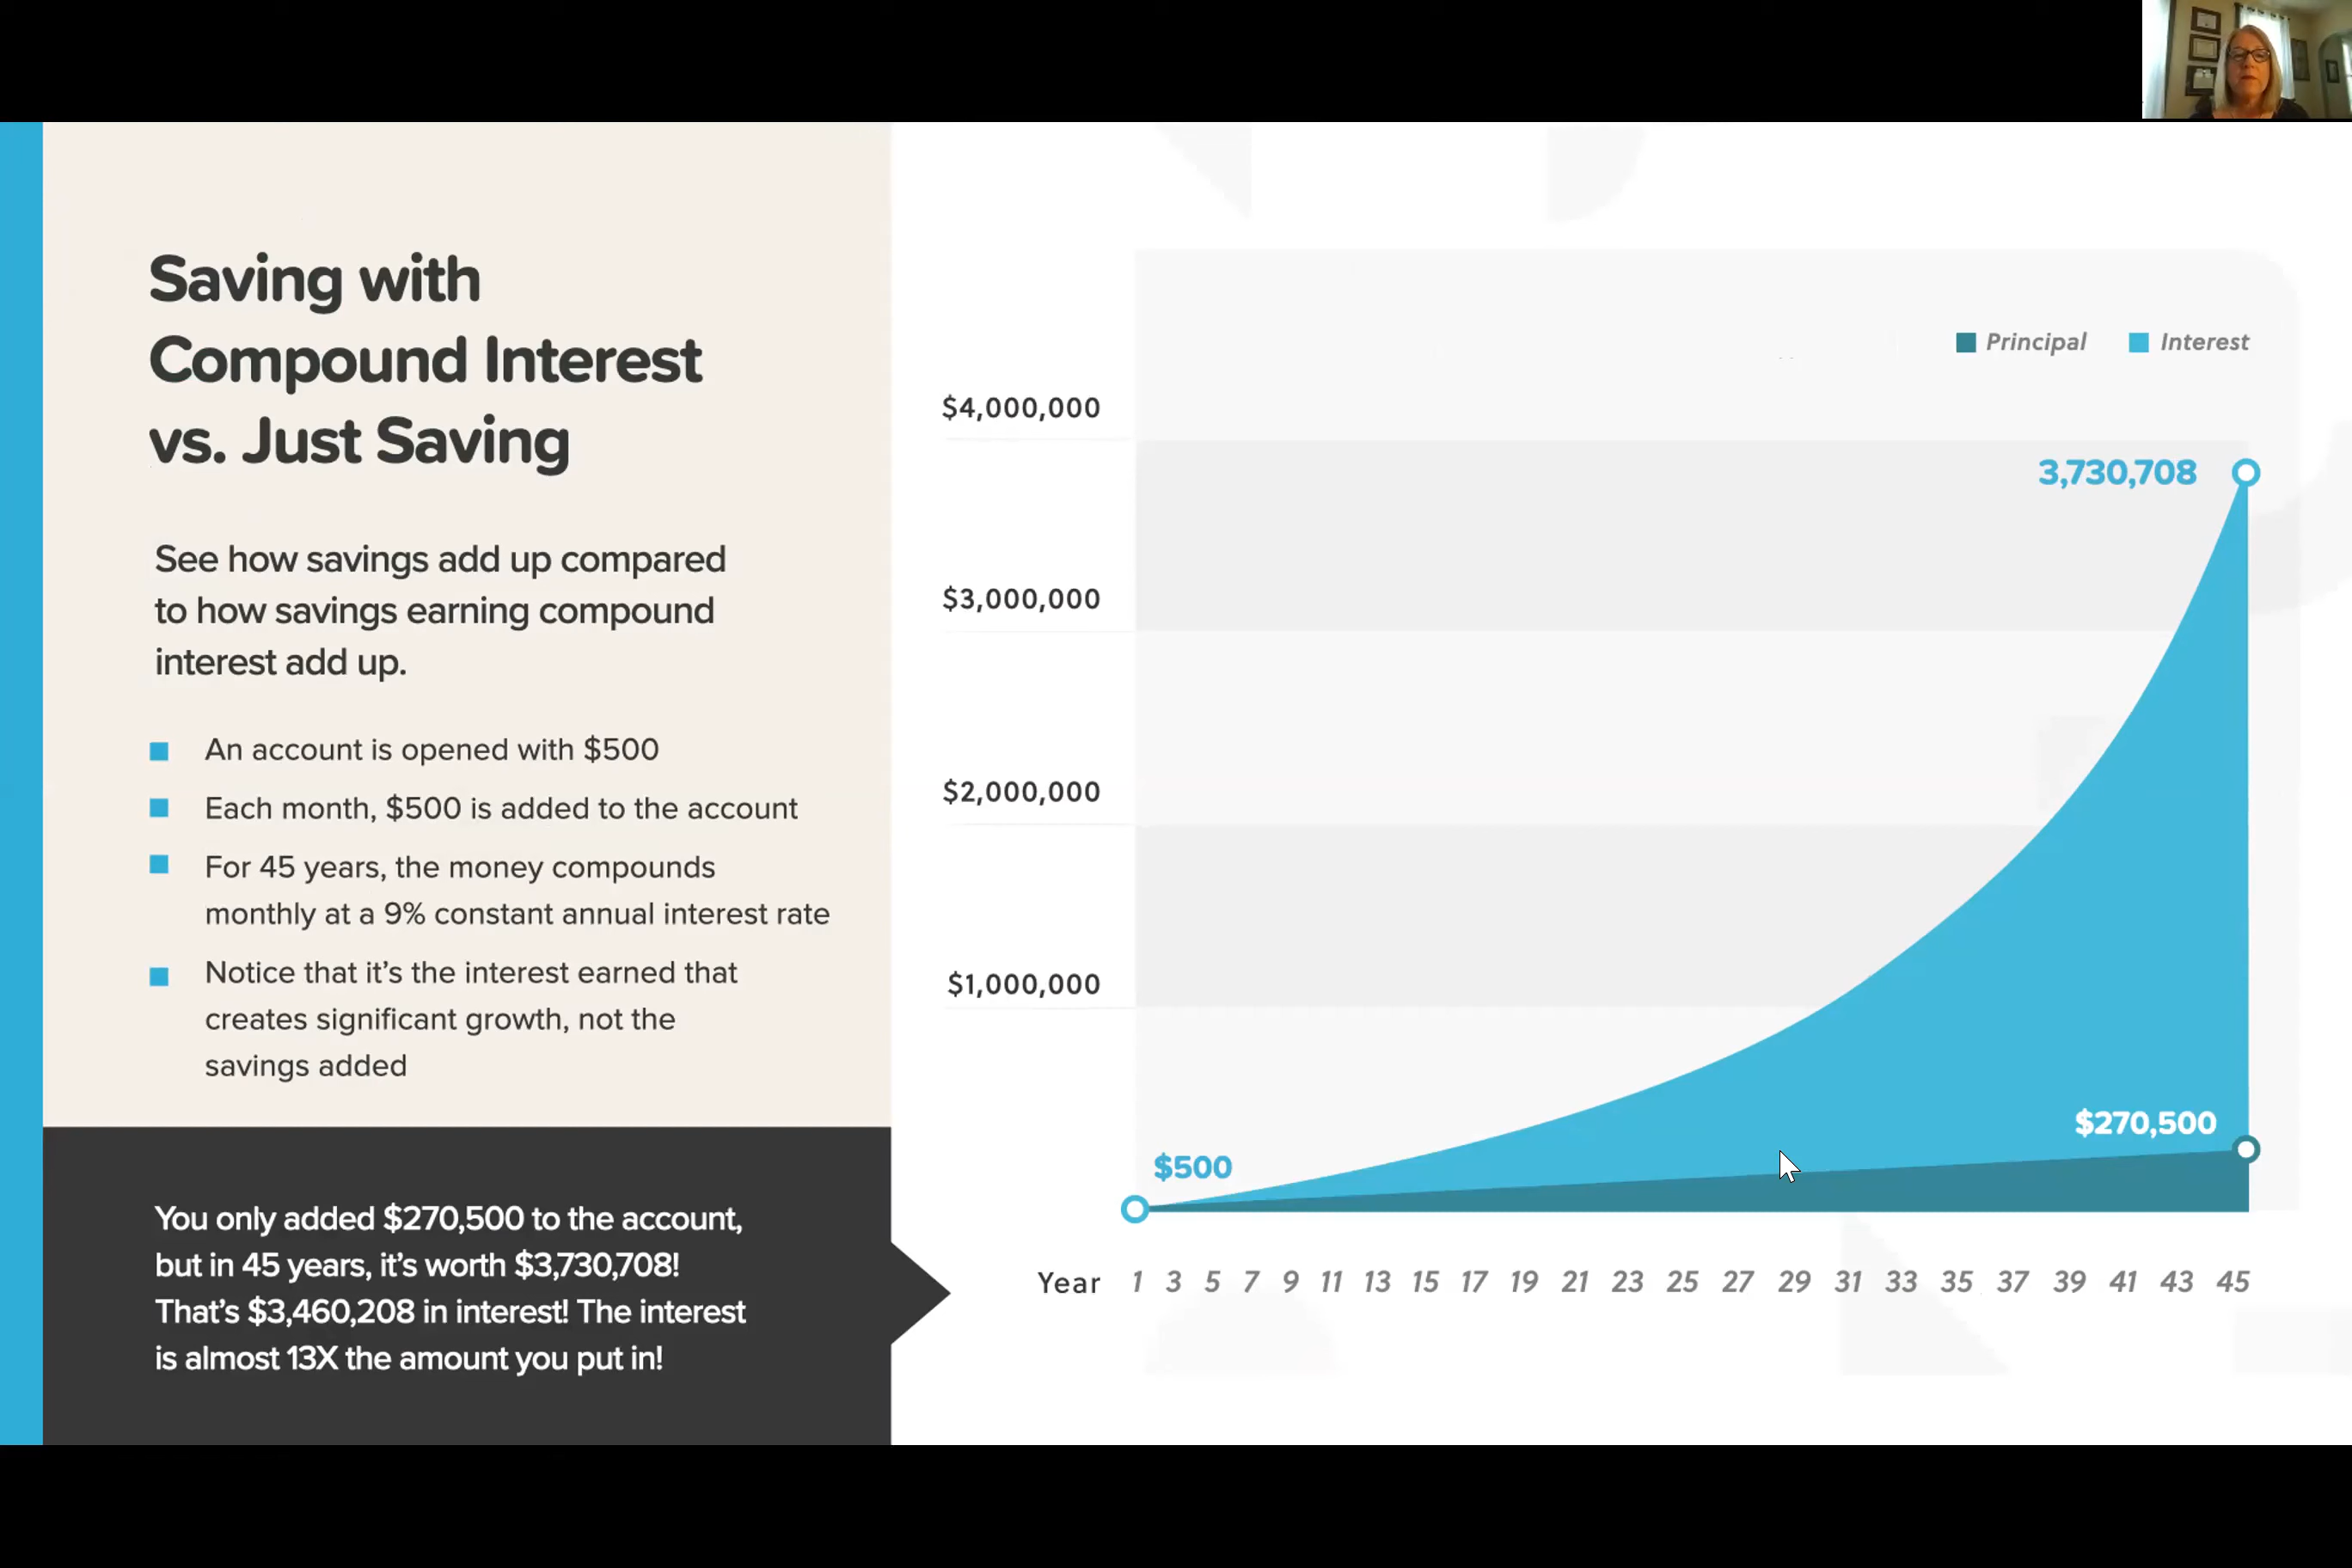 Saving with
Compound Interest
vs. Just Saving
See how savings add up compared
to how savings earning compound
interest add up.
An account is opened with $500
Each month, $500 is added to the account
For 45 years, the money compounds
monthly at a 9% constant annual interest rate
Notice that it’s the interest earned that
creates significant growth, not the
savings added
You only added $270,500 to the account,
but in 45 years, it’s worth $3,730,708!
That’s $3,460,208 in interest! The interest
is almost 13X the amount you put in!
Principal Interest
$4,000,000
3,730,708
$3,000,000
$2,000,000
$1,000,000
$270,500
$500
Year 1 3 5 7 9 11 13 15 17 19 21 23 25 27 29 31 33 35 37 39 41 43 45